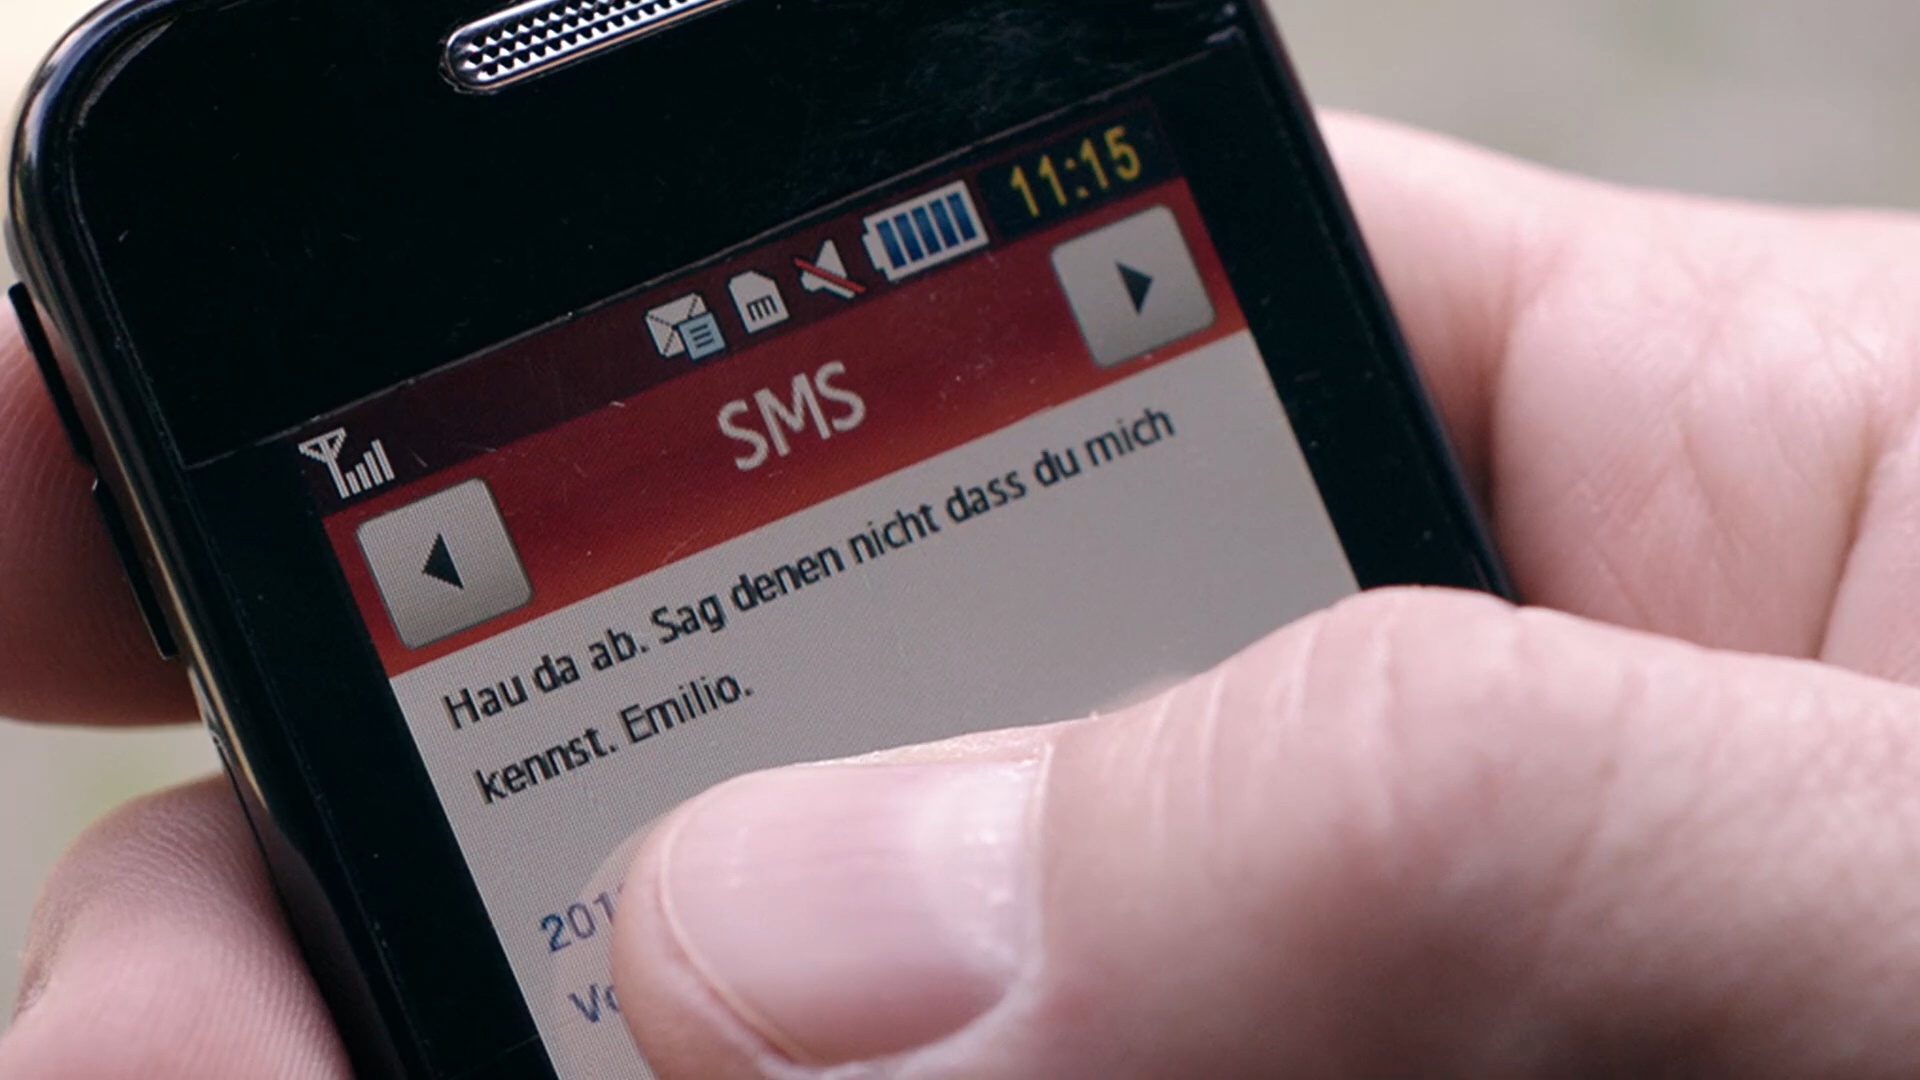 11:15
SMS
Hau da ab. Sag denen nicht dass du mich
kennst. Emilio.